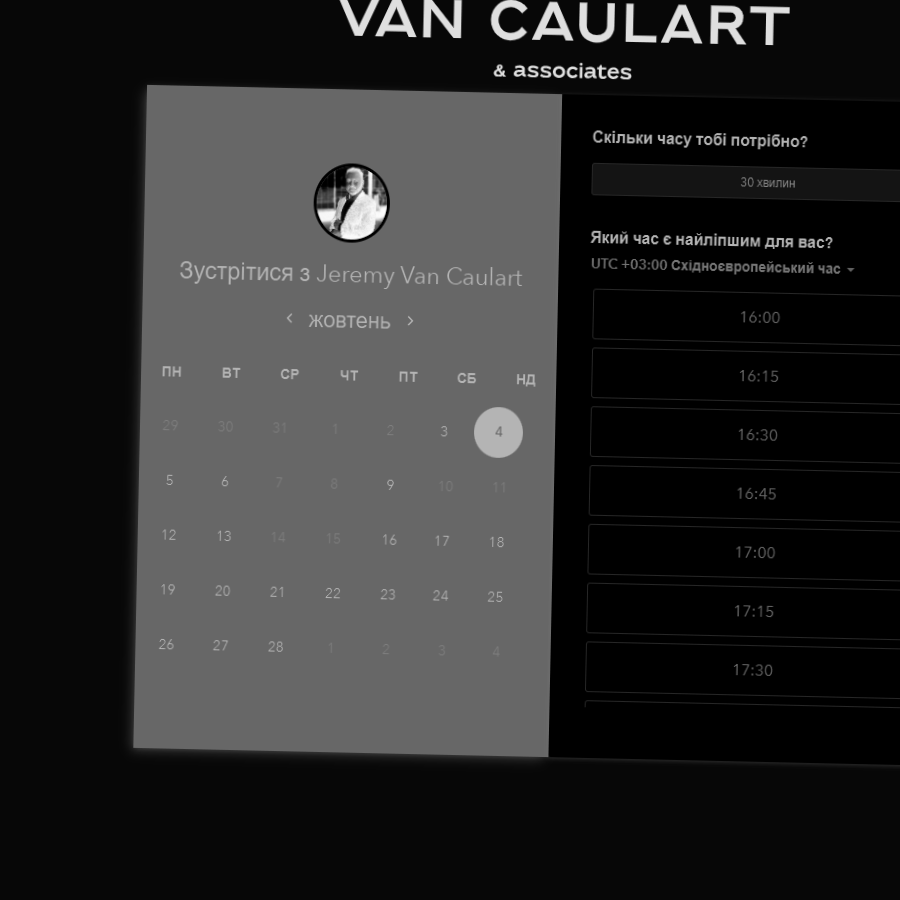 VAN CAULART
& associates
Зустрітися з Jeremy Van Caulart
жовтень
ПН ВТ СР ЧТ ПТ СБ НД
29 30 31 1 2 3 4
5 6 7 8 9 10 11
12 13 14 15 16 17 18
19 20 21 22 23 24 25
26 27 28 1 2 3 4
Скільки часу тобі потрібно?
30 хвилин
Який час є найліпшим для вас?
UTC +03:00 Східноєвропейський час
16:00
16:15
16:30
16:45
17:00
17:15
17:30